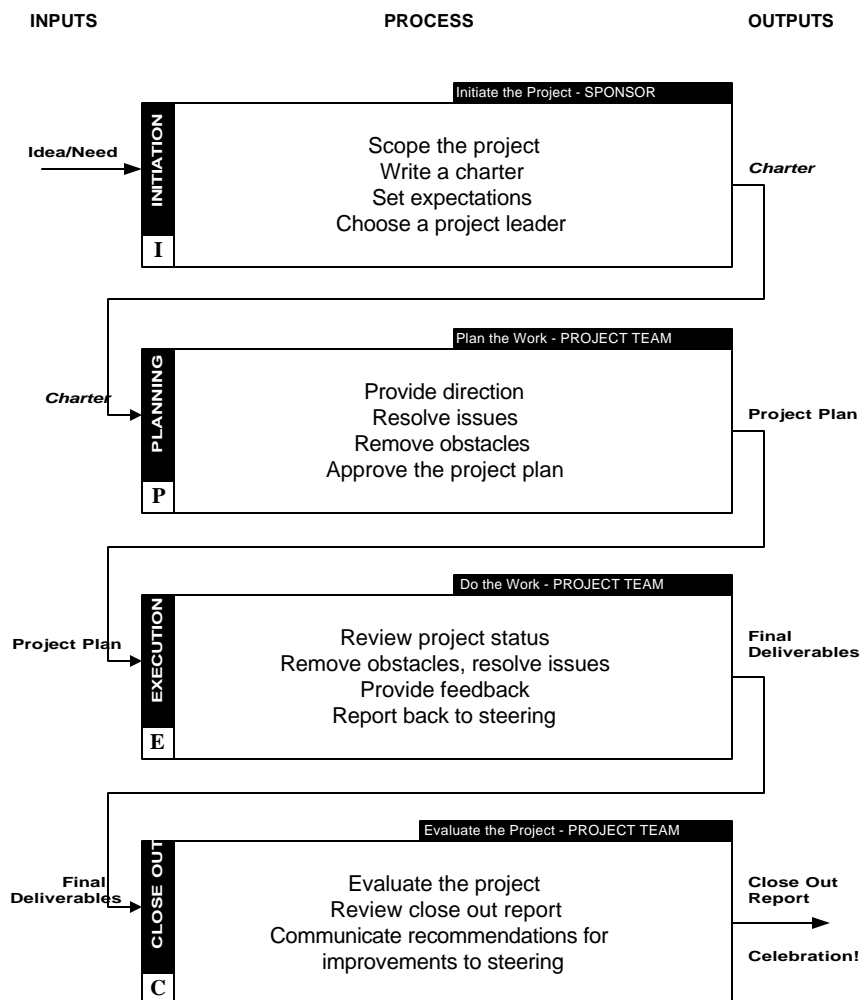 INPUTS
PROCESS
OUTPUTS
Initiate the Project - SPONSOR
INITIATION
I
Idea/Need
Scope the project
Write a charter
Set expectations
Choose a project leader
Charter
Plan the Work - PROJECT TEAM
PLANNING
P
Charter
Provide direction
Resolve issues
Remove obstacles
Approve the project plan
Project Plan
Do the Work - PROJECT TEAM
EXECUTION
E
Project Plan
Review project status
Remove obstacles, resolve issues
Provide feedback
Report back to steering
Final
Deliverables
Evaluate the Project - PROJECT TEAM
CLOSE OUT
C
Final
Deliverables
Evaluate the project
Review close out report
Communicate recommendations for
improvements to steering
Close Out
Report
Celebration!